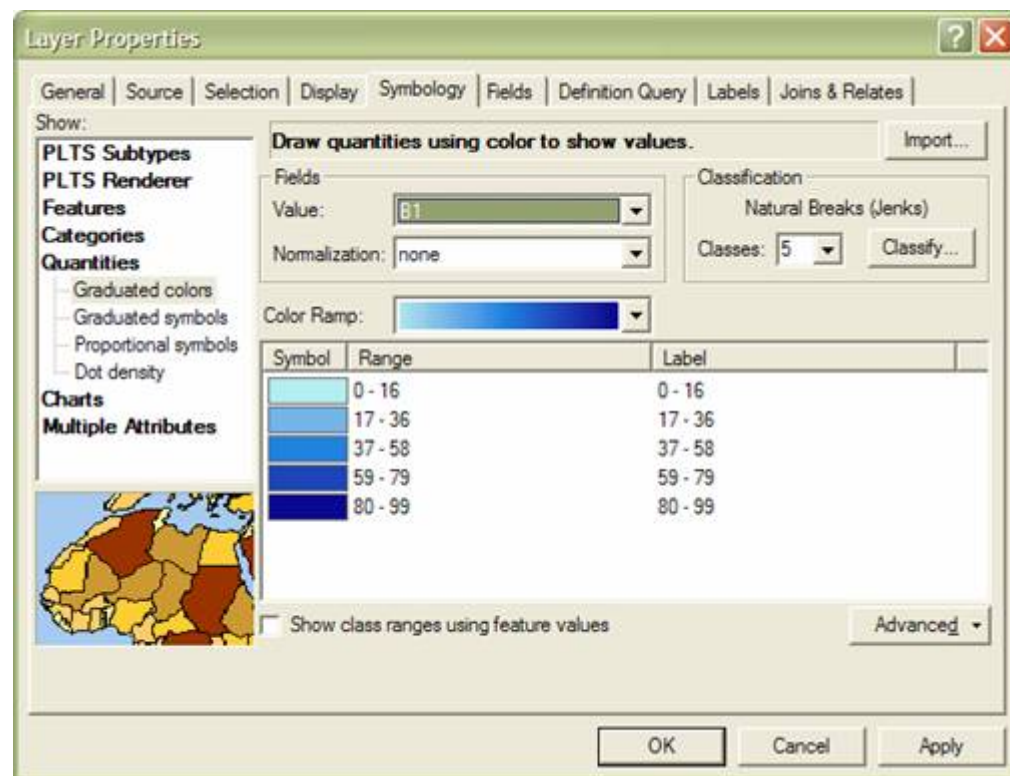 Layer Properties
General Source Selection Display Symbology Fields Definition Query Labels Joins & Relates
Show:
PLTS Subtypes
PLTS Renderer
Features
Categories
Quantities
Graduated colors
Graduated symbols
Proportional symbols
Dot density
Charts
Multiple Attributes
Draw quantities using color to show values.
Import...
Fields
Value: B1
Normalization: none
Classification
Natural Breaks (Jenks)
Classes: 5 Classify...
Color Ramp:
Symbol Range Label
0 - 16 0 - 16
17 - 36 17 - 36
37 - 58 37 - 58
59 - 79 59 - 79
80 - 99 80 - 99
Show class ranges using feature values
Advanced
OK Cancel Apply